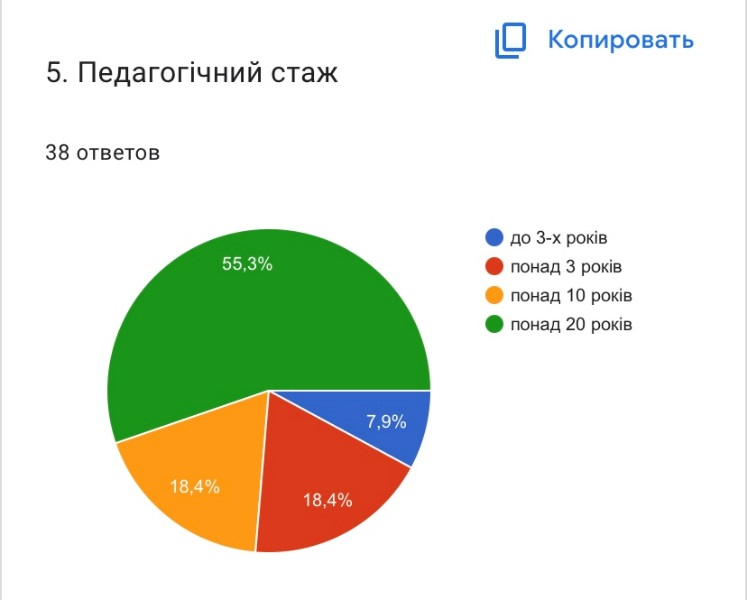 Копировать
5. Педагогічний стаж
38 ответов
до 3-х років
понад 3 років
понад 10 років
понад 20 років
55,3%
7,9%
18,4%
18,4%